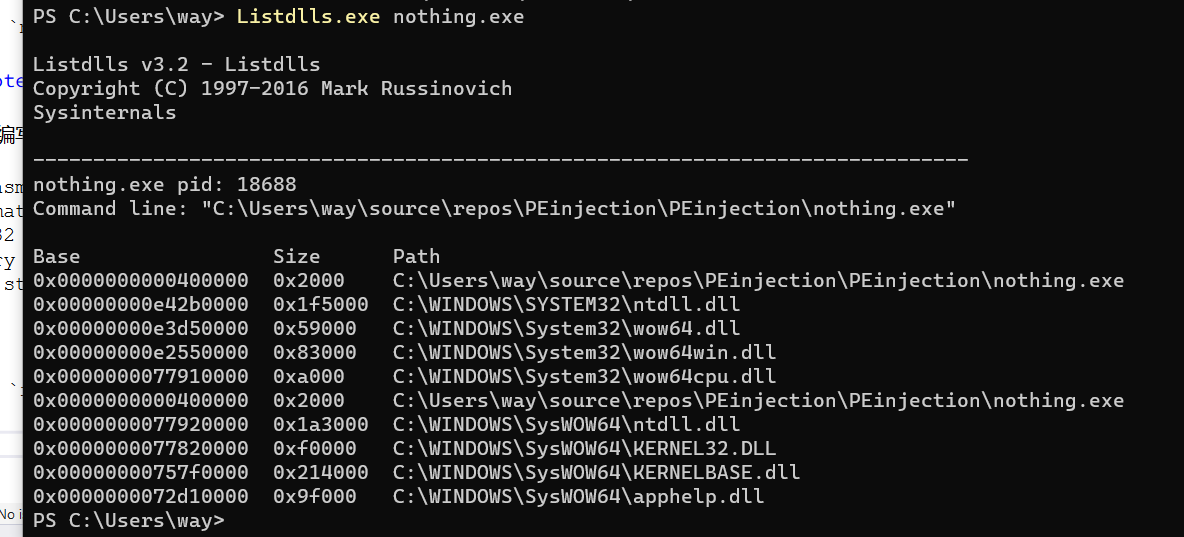 PS C:\Users\way> Listdlls.exe nothing.exe
Listdlls v3.2 - Listdlls
Copyright (C) 1997-2016 Mark Russinovich
Sysinternals
------------------------------------------------------------------------------
nothing.exe pid: 18688
Command line: "C:\Users\way\source\repos\PEinjection\PEinjection\nothing.exe"
Base                Size      Path
0x0000000000400000  0x2000    C:\Users\way\source\repos\PEinjection\PEinjection\nothing.exe
0x00000000e42b0000  0x1f5000  C:\WINDOWS\SYSTEM32\ntdll.dll
0x00000000e3d50000  0x59000   C:\WINDOWS\System32\wow64.dll
0x00000000e2550000  0x83000   C:\WINDOWS\System32\wow64win.dll
0x0000000077910000  0xa000    C:\WINDOWS\System32\wow64cpu.dll
0x0000000000400000  0x2000    C:\Users\way\source\repos\PEinjection\PEinjection\nothing.exe
0x0000000077920000  0x1a3000  C:\WINDOWS\SysWOW64\ntdll.dll
0x0000000077820000  0xf0000   C:\WINDOWS\SysWOW64\KERNEL32.DLL
0x00000000757f0000  0x214000  C:\WINDOWS\SysWOW64\KERNELBASE.dll
0x0000000072d10000  0x9f000   C:\WINDOWS\SysWOW64\apphelp.dll
PS C:\Users\way>